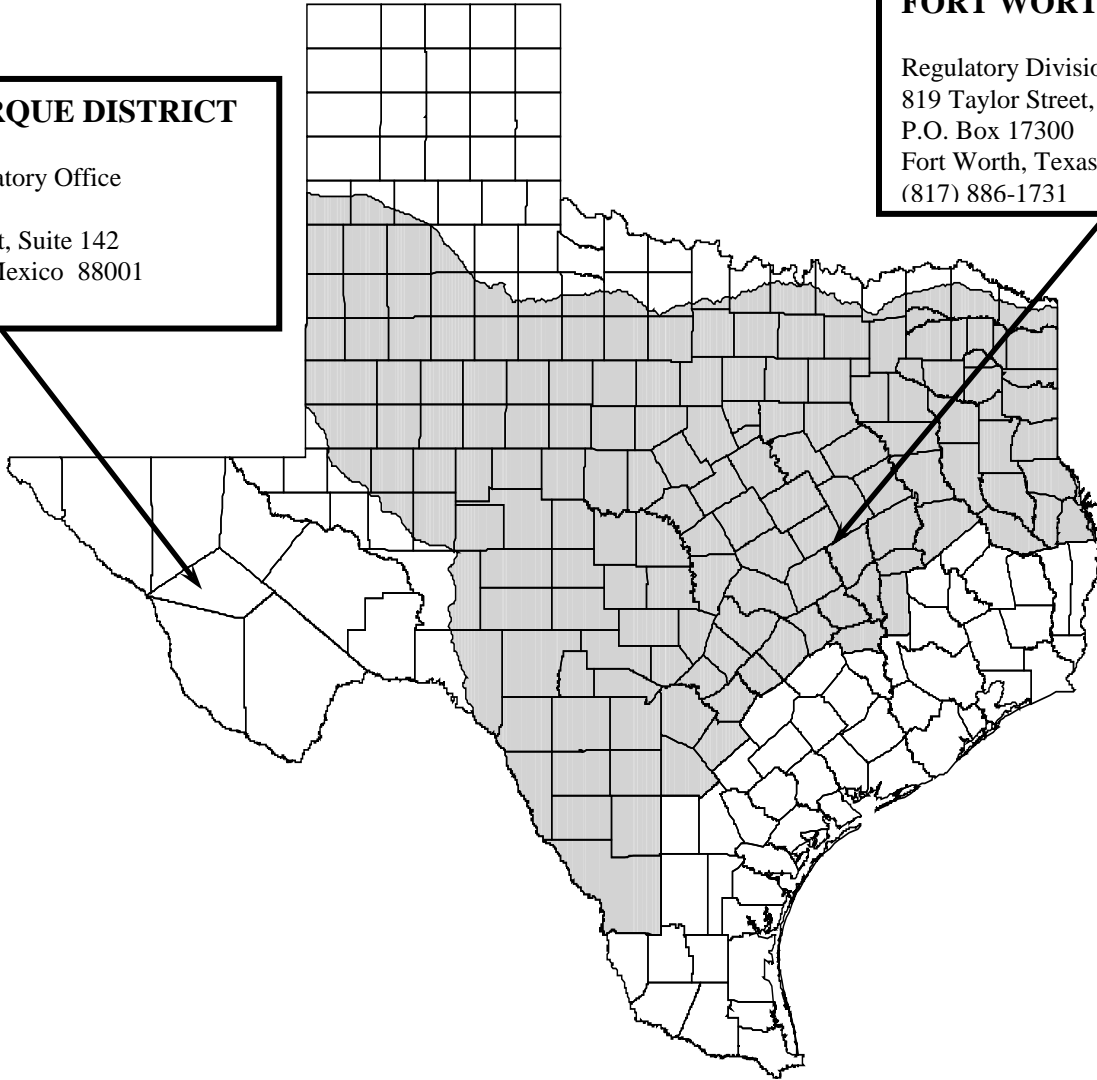 RQUE DISTRICT
atory Office
t, Suite 142
Mexico 88001
FORT WORT
Regulatory Divisio
819 Taylor Street,
P.O. Box 17300
Fort Worth, Texas
(817) 886-1731